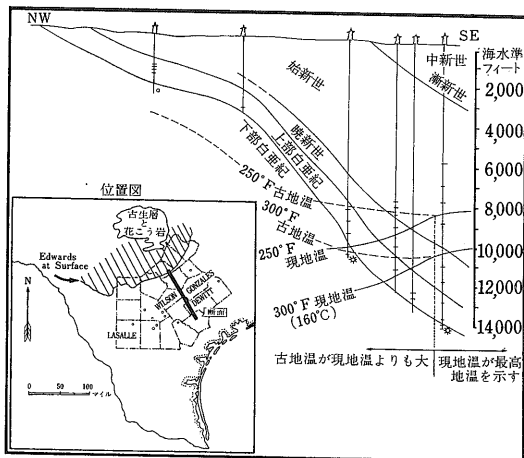 NW
SE
海水準
フィート
2,000
4,000
6,000
8,000
10,000
12,000
14,000
中新世
漸新世
始新世
暁新世
上部白亜紀
下部白亜紀
250°F古地温
300°F
古地温
250°F
現地温
300°F 現地温
(160℃)
古地温が現地温よりも大
現地温が最高
地温を示す
位置図
古生層
と
花こう岩
Edwards
at Surface
N
WILSON
GONZALES
DEWITT
断面
LASALLE
0 50 100
マイル